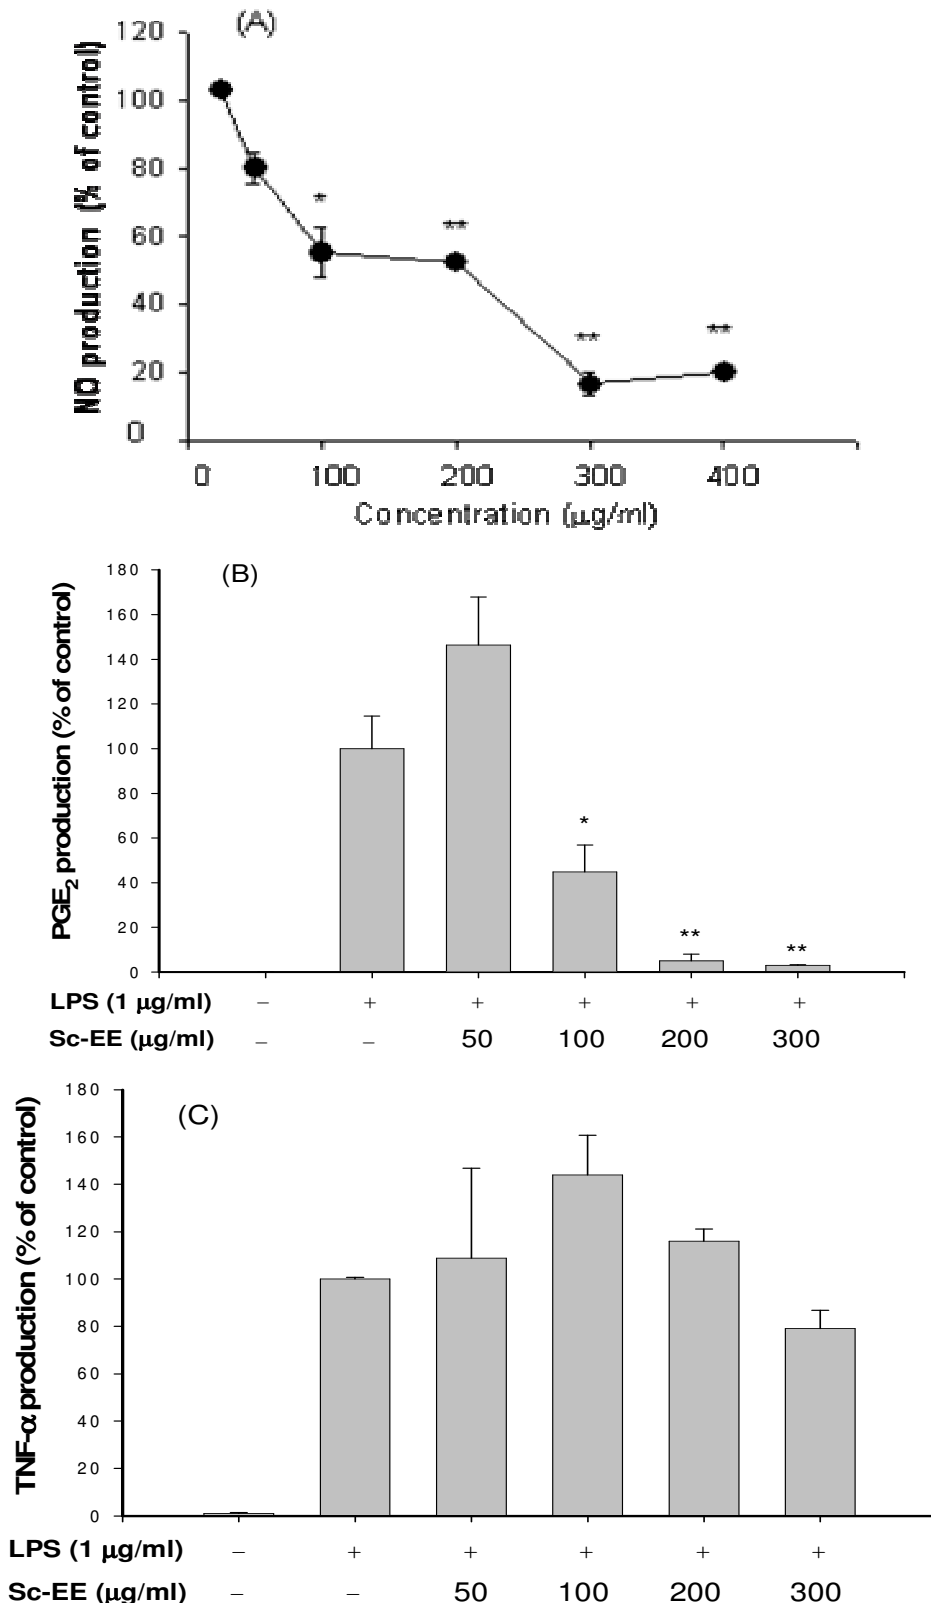 (A)
NO production (% of control)
120
100
80
60
40
20
0
*
**
**
**
0 100 200 300 400
Concentration (µg/ml)
(B)
PGE2 production (% of control)
180
160
140
120
100
80
60
40
20
0
*
**
**
LPS (1 µg/ml) – + + + + +
Sc-EE (µg/ml) – – 50 100 200 300
(C)
TNF-α production (% of control)
180
160
140
120
100
80
60
40
20
0
LPS (1 µg/ml) – + + + + +
Sc-EE (µg/ml) – – 50 100 200 300